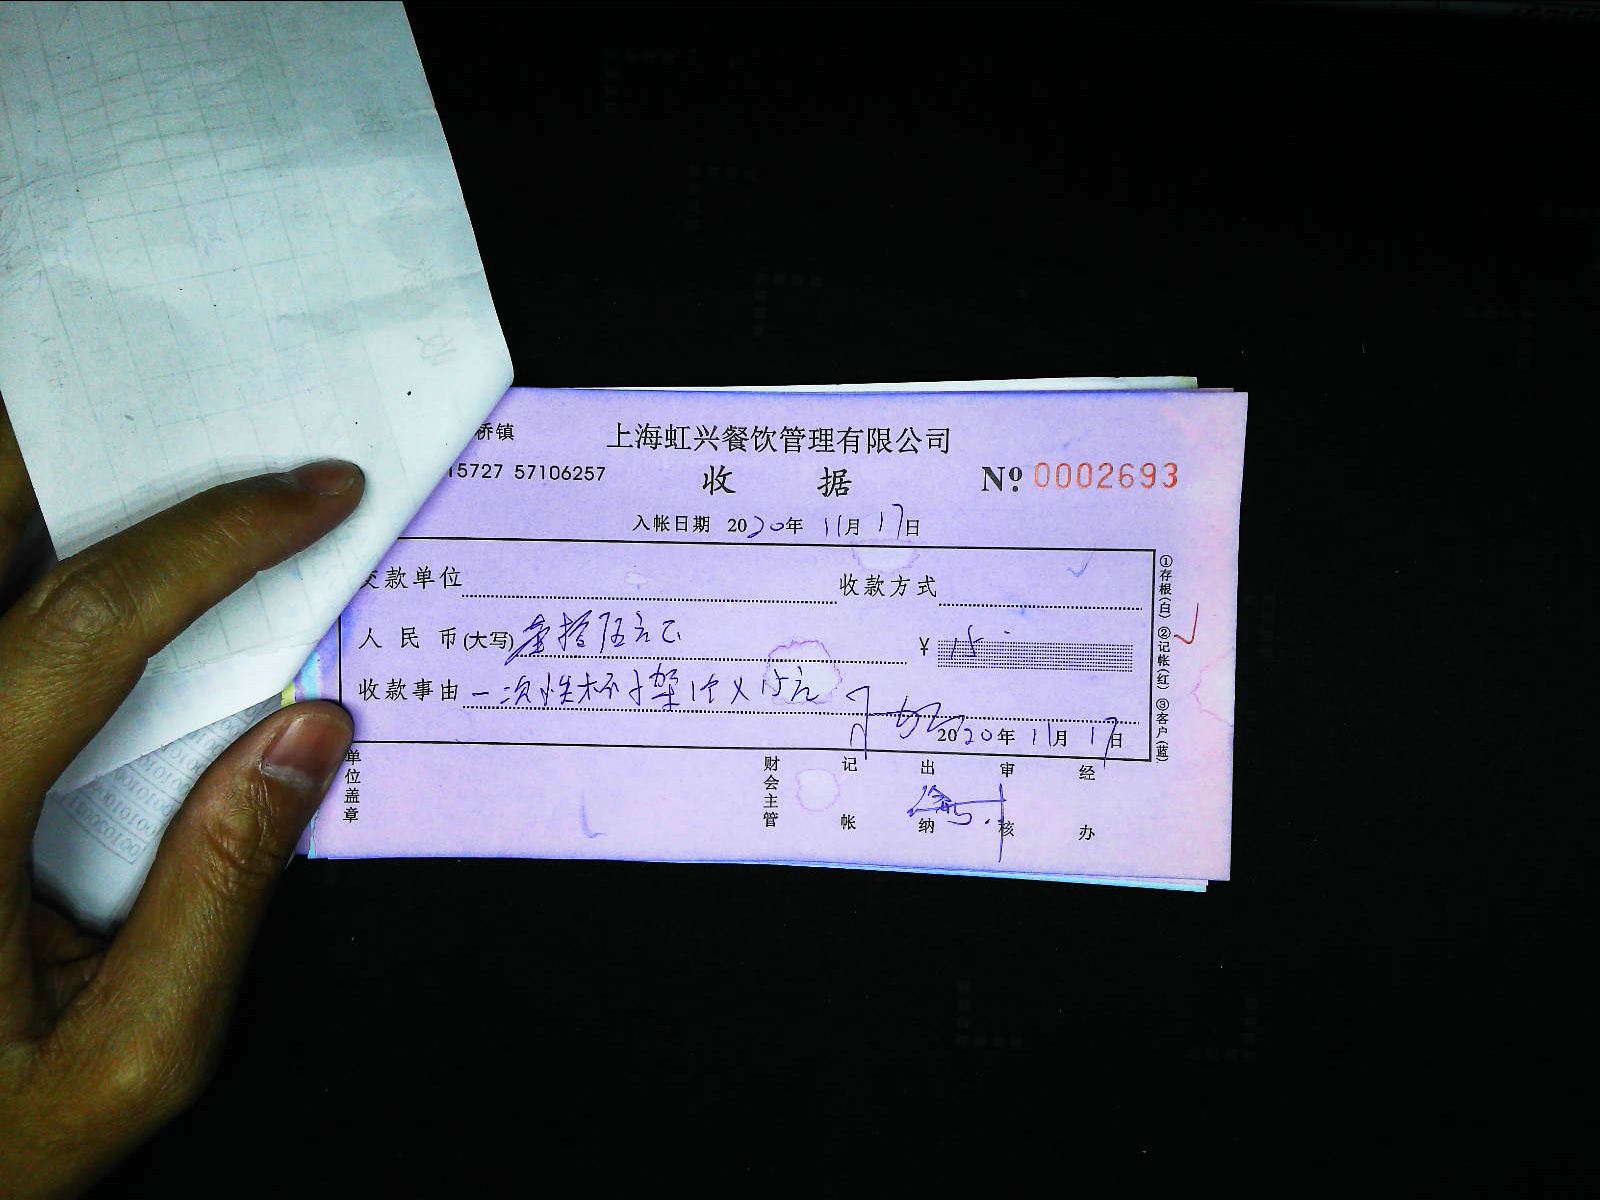 桥镇
上海虹兴餐饮管理有限公司
15727 57106257
收 据
Nº 0002693
入帐日期 2020年 11月 17日
交款单位
收款方式
人民币(大写) 壹拾伍元正
¥ 15
收款事由 一次性杯子 1个 X 15元
2020年 11月 17日
①存根(白) ②记帐(红) ③客户(蓝)
单位盖章
财会主管
记帐
出纳
审核
经办